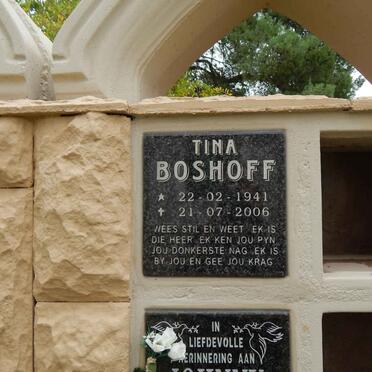 TINA
BOSHOFF
★ 22-02-1941
✝ 21-07-2006
WEES STIL EN WEET .EK IS
DIE HEER .EK KEN JOU PYN
JOU DONKERSTE NAG .EK IS
BY JOU EN GEE JOU KRAG
IN
LIEFDEVOLLE
HERINNERING AAN